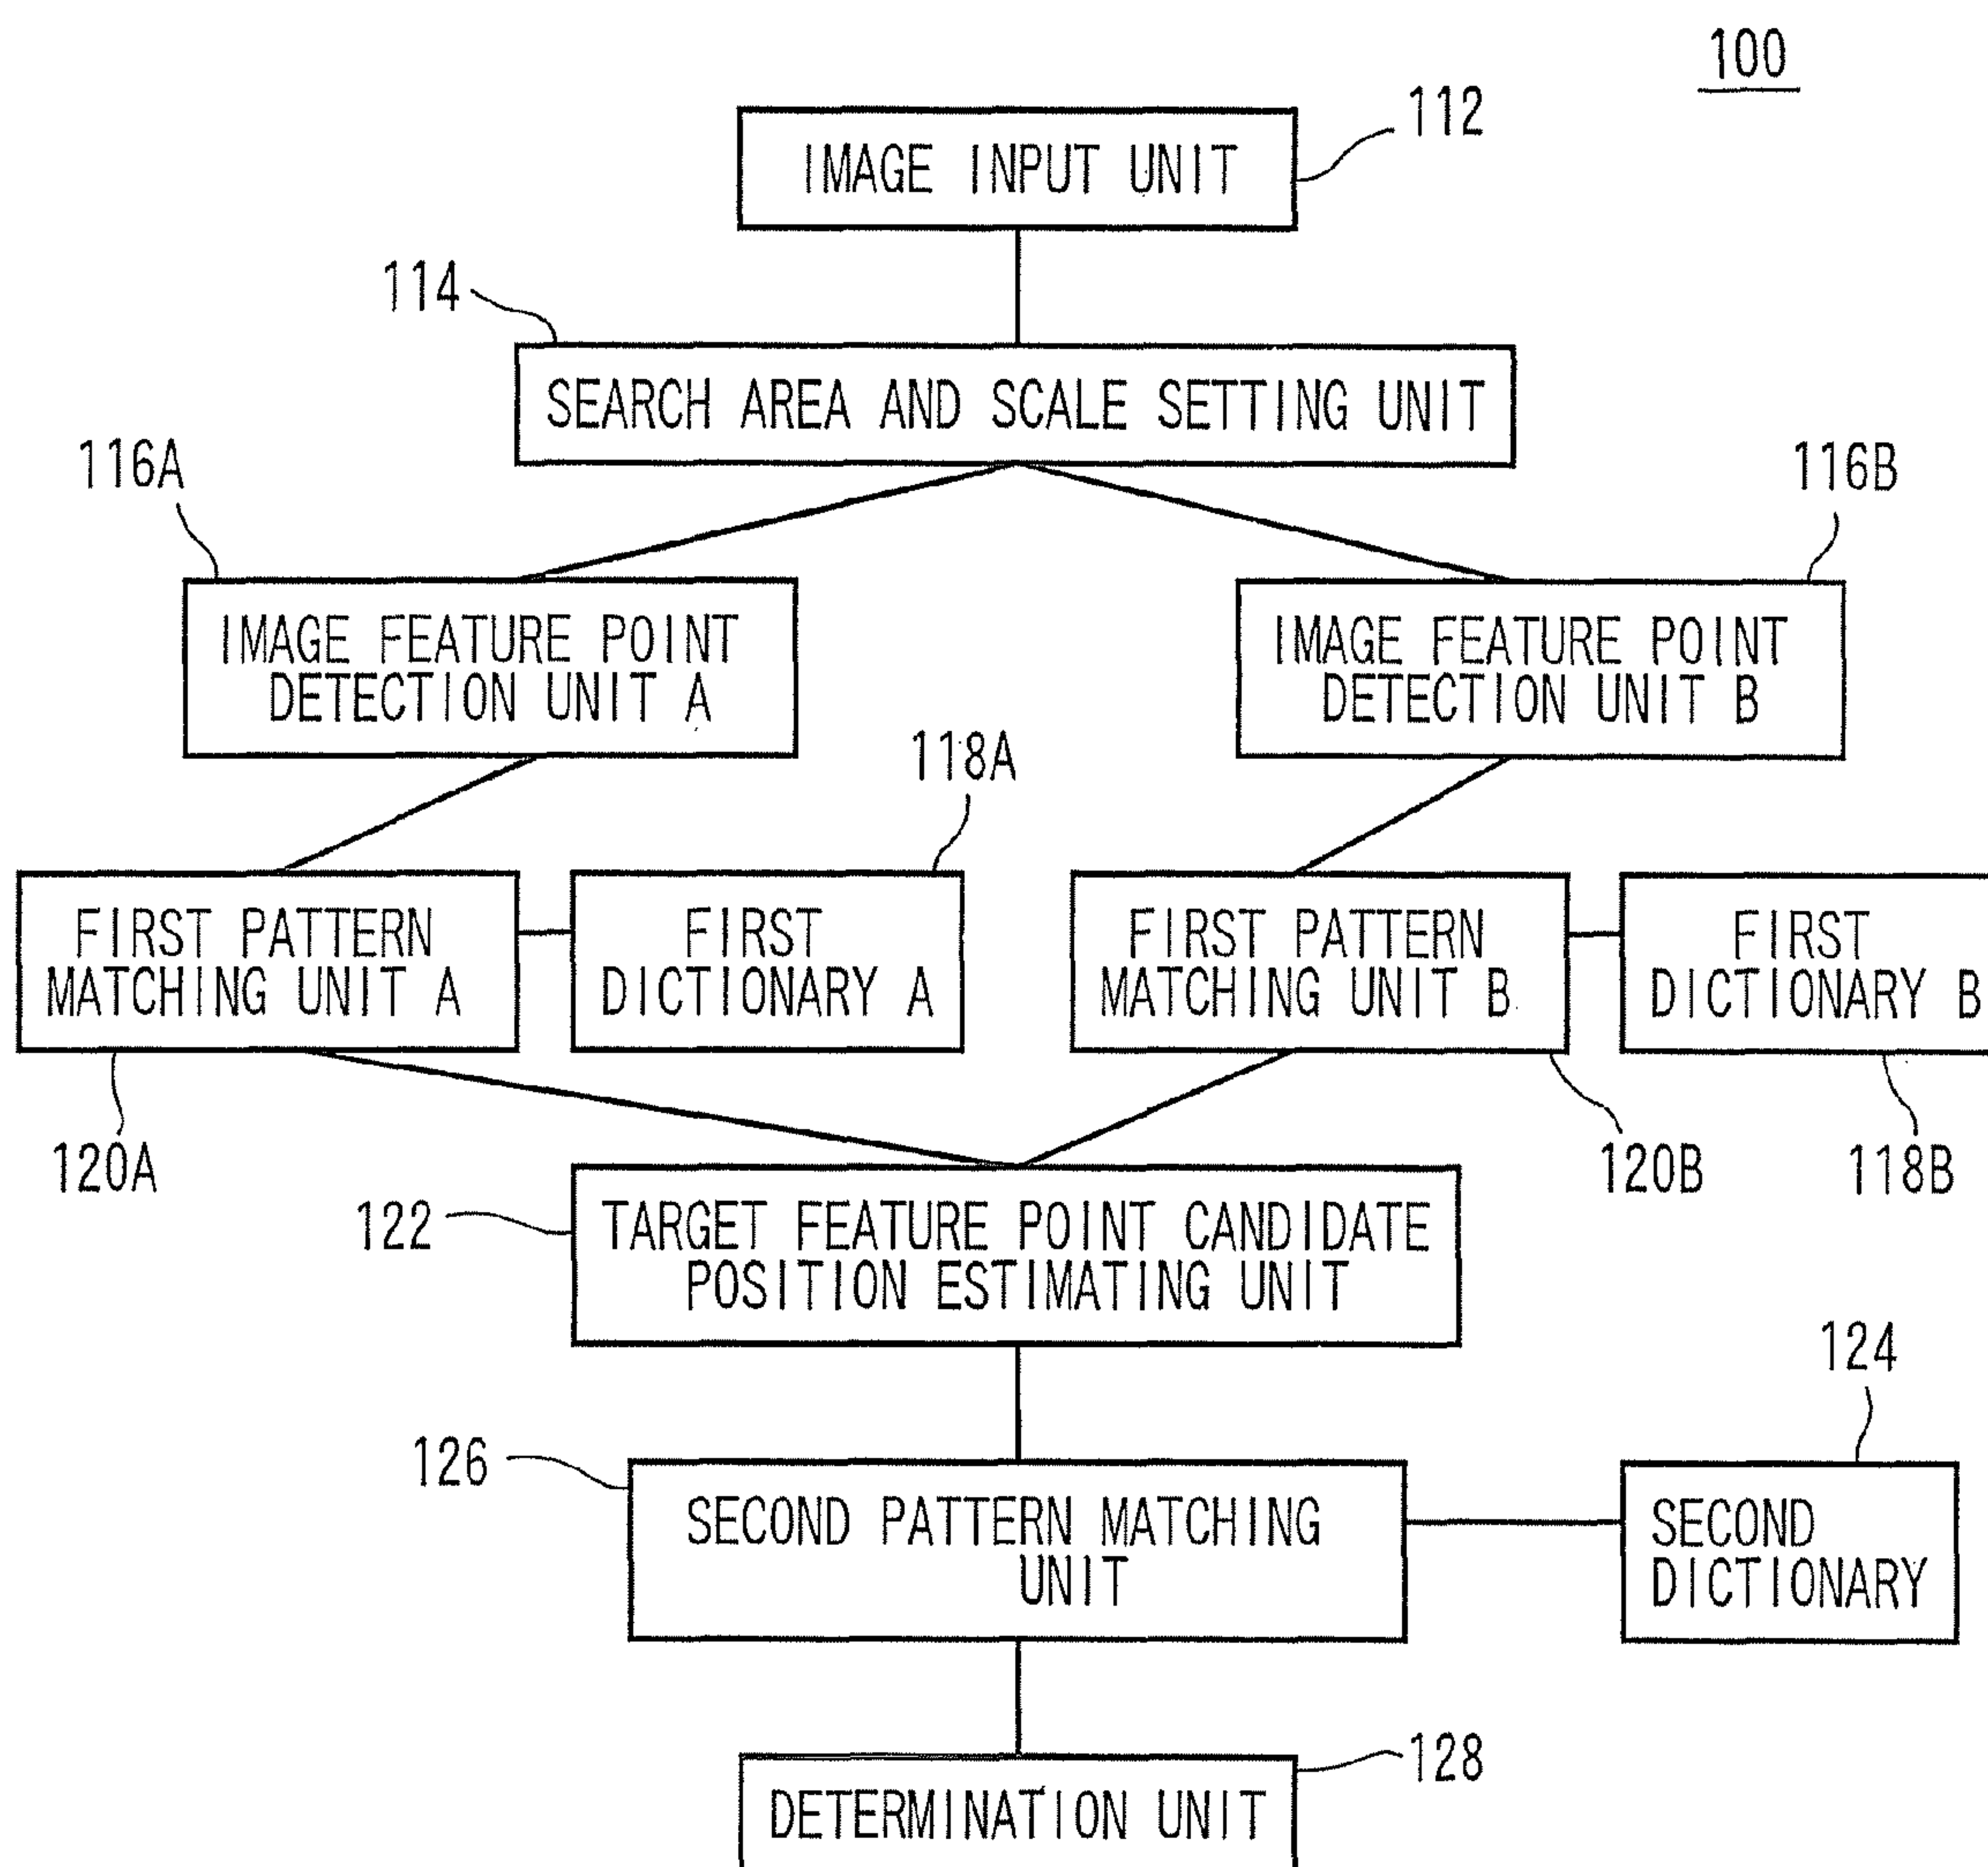 100
112
IMAGE INPUT UNIT
114
SEARCH AREA AND SCALE SETTING UNIT
116A
116B
IMAGE FEATURE POINT
DETECTION UNIT A
IMAGE FEATURE POINT
DETECTION UNIT B
118A
FIRST PATTERN
MATCHING UNIT A
FIRST
DICTIONARY A
FIRST PATTERN
MATCHING UNIT B
FIRST
DICTIONARY B
120A
120B
118B
122
TARGET FEATURE POINT CANDIDATE
POSITION ESTIMATING UNIT
124
126
SECOND PATTERN MATCHING
UNIT
SECOND
DICTIONARY
128
DETERMINATION UNIT